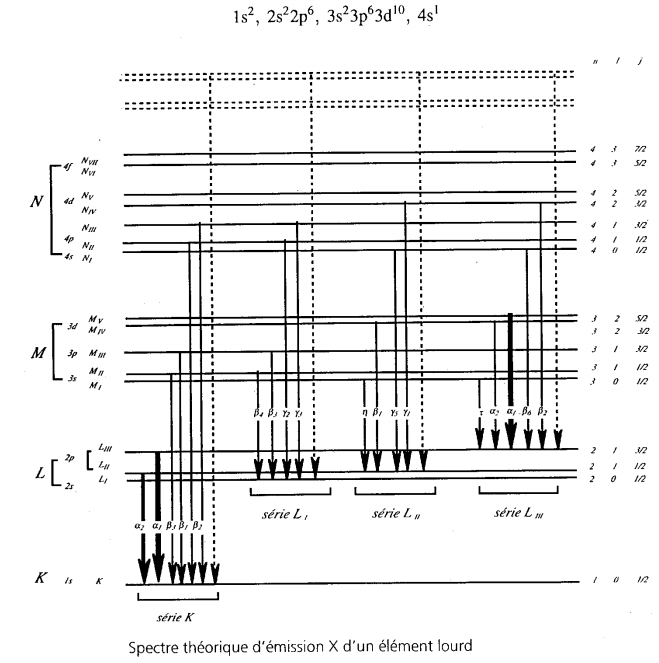 1s², 2s²2p⁶, 3s²3p⁶3d¹⁰, 4s¹
n l j
N_VII 4 3 7/2
4f N_VI 4 3 5/2
N_V 4 2 5/2
N 4d N_IV 4 2 3/2
N_III 4 1 3/2
4p N_II 4 1 1/2
4s N_I 4 0 1/2
M_V 3 2 5/2
3d M_IV 3 2 3/2
M 3p M_III 3 1 3/2
M_II 3 1 1/2
3s M_I 3 0 1/2
β₄ β₃ γ₂ γ₃ η β₁ γ₅ γ₁ τ α₂ α₁ β₆ β₂
L_III 2 1 3/2
2p L_II 2 1 1/2
L 2s L_I 2 0 1/2
série L_I série L_II série L_III
α₂ α₁ β₃ β₁ β₂
K 1s K 1 0 1/2
série K
Spectre théorique d'émission X d'un élément lourd